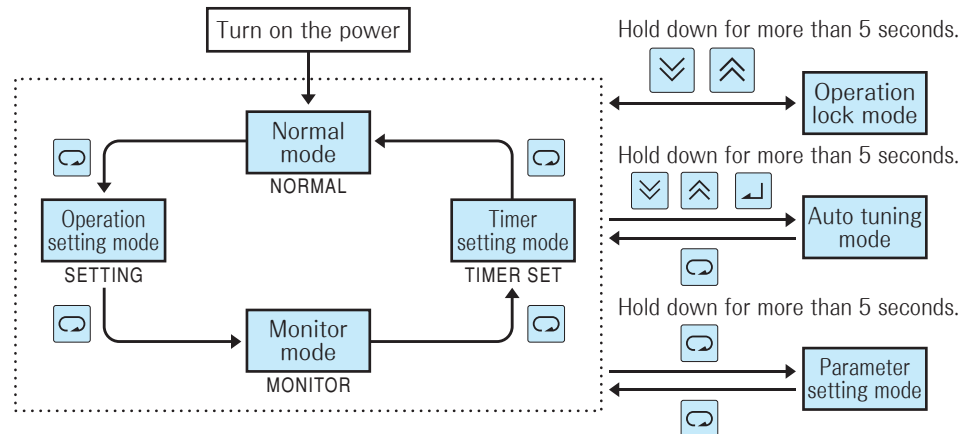 Turn on the power
Normal
mode
NORMAL
Operation
setting mode
SETTING
Timer
setting mode
TIMER SET
Monitor
mode
MONITOR
Hold down for more than 5 seconds.
Operation
lock mode
Hold down for more than 5 seconds.
Auto tuning
mode
Hold down for more than 5 seconds.
Parameter
setting mode